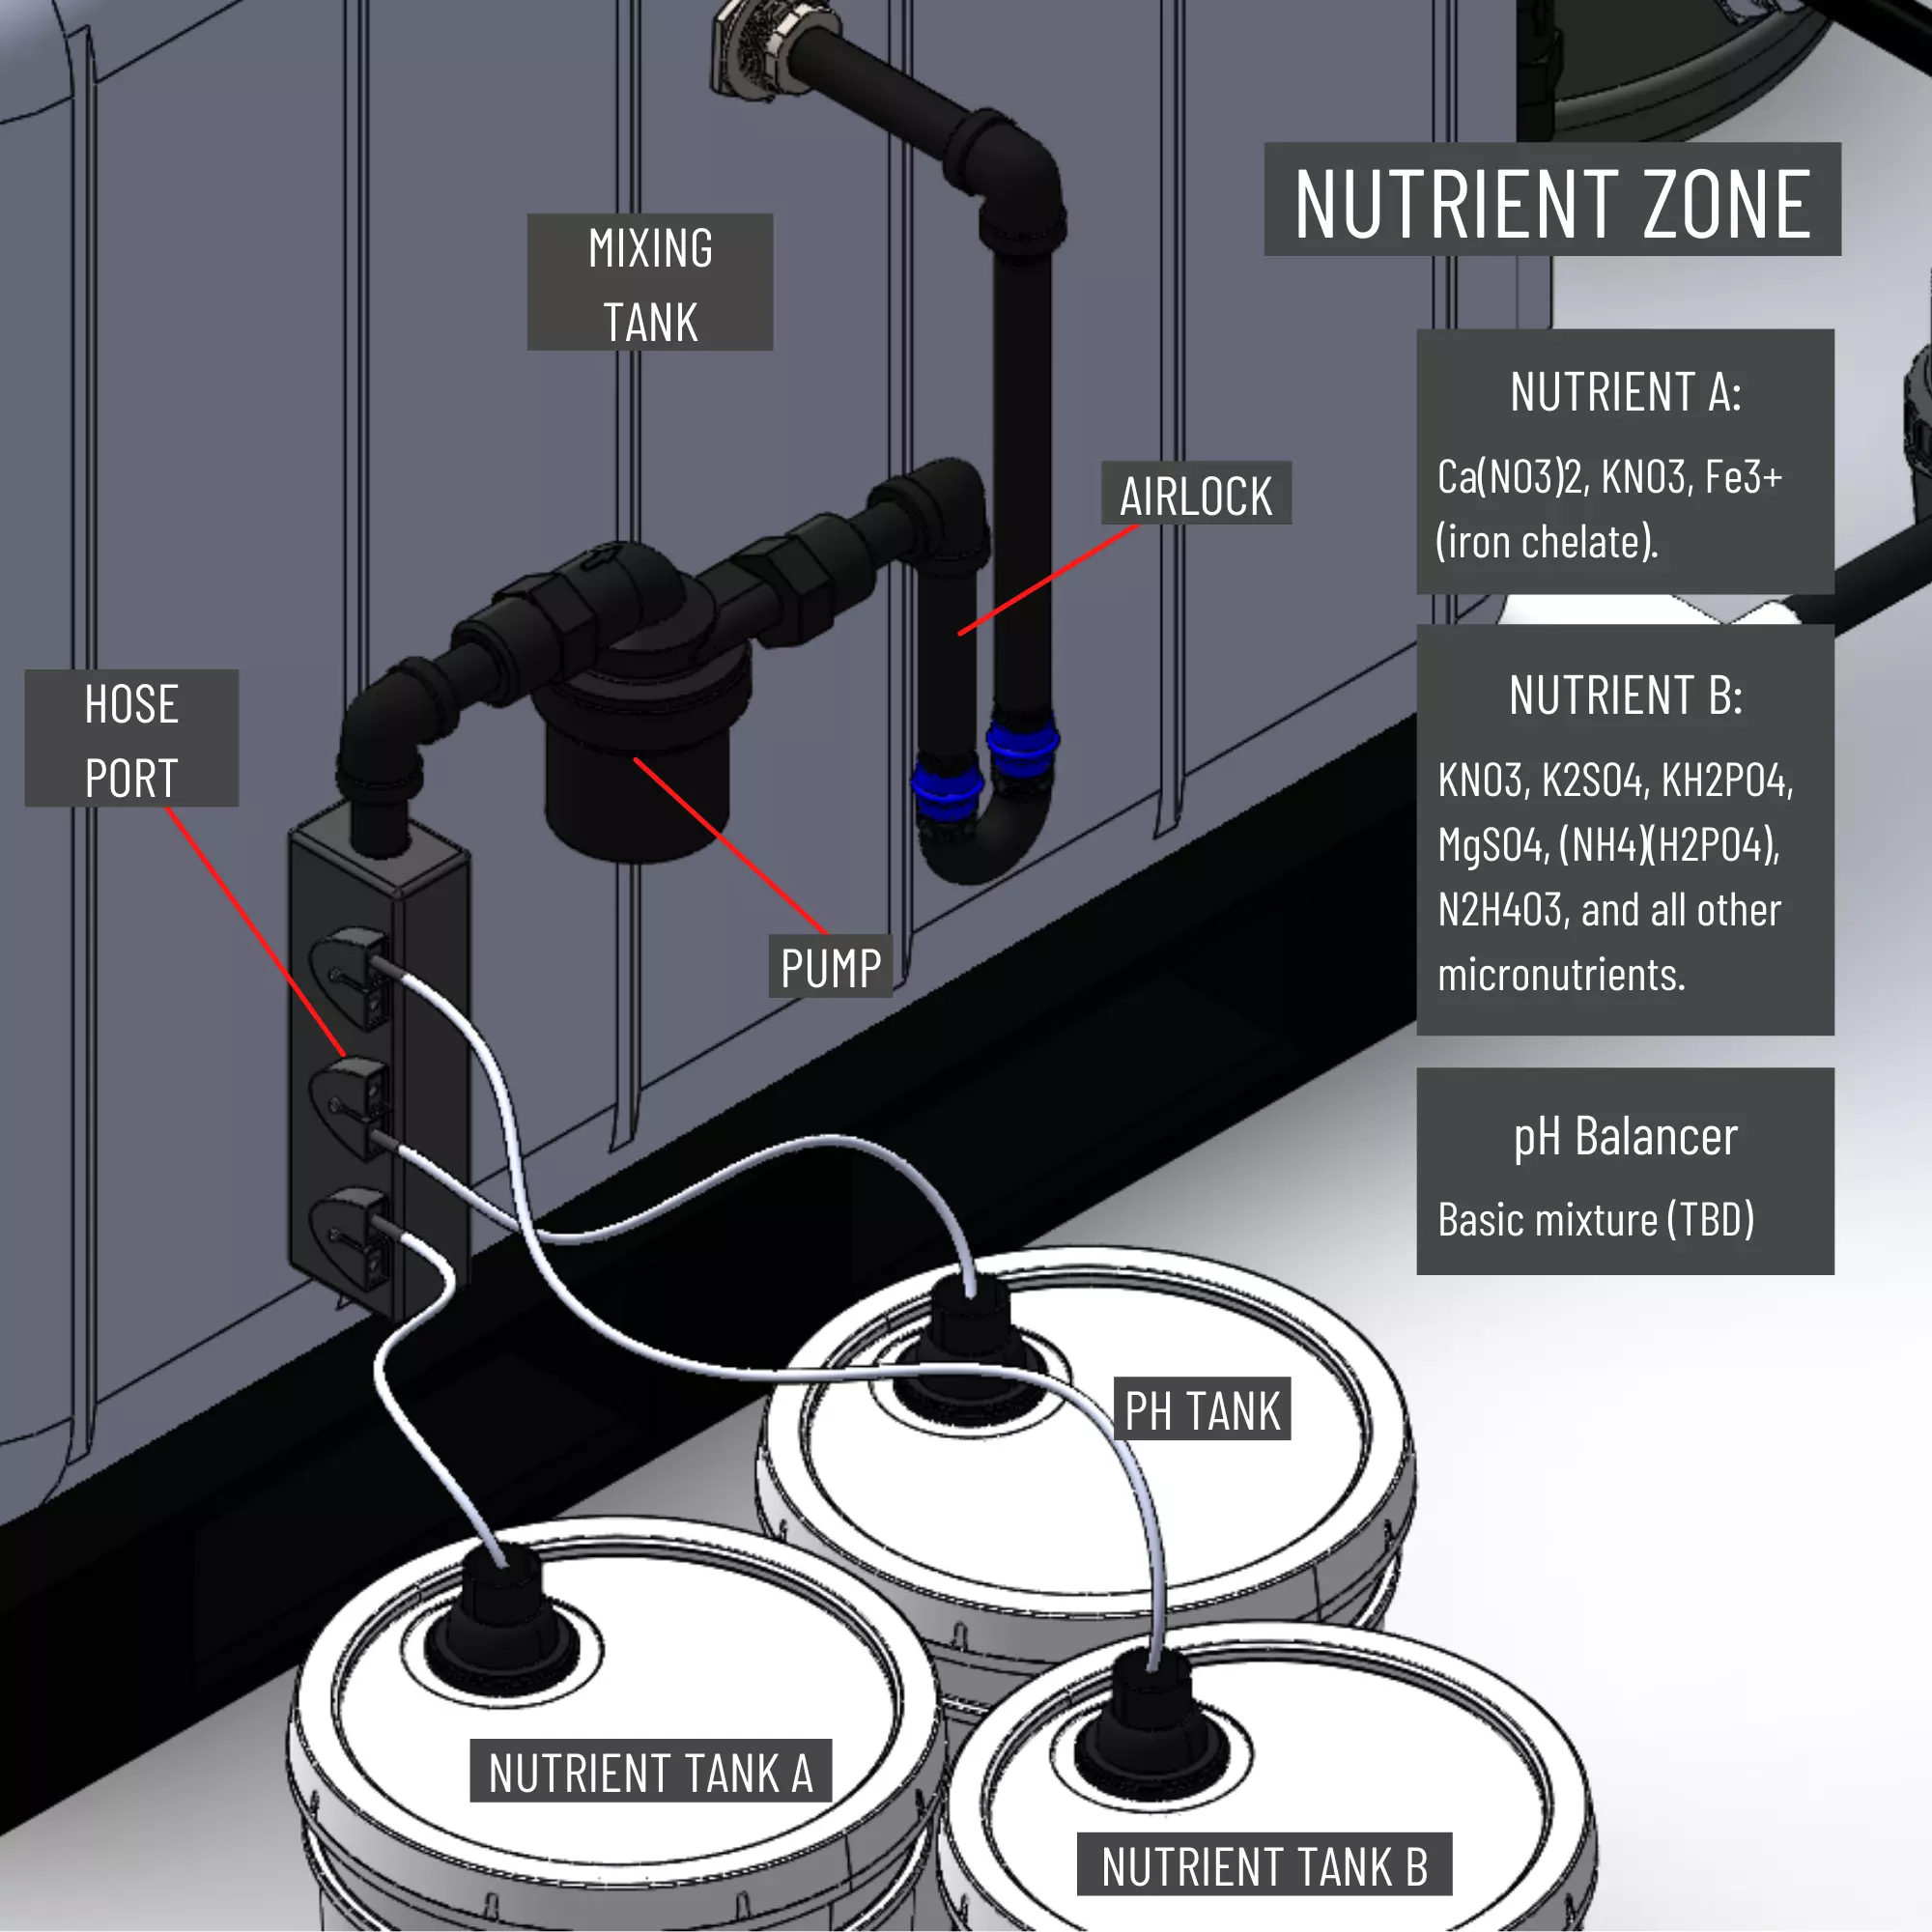 NUTRIENT ZONE
MIXING
TANK
NUTRIENT A:
Ca(NO3)2, KNO3, Fe3+
(iron chelate).
AIRLOCK
HOSE
PORT
NUTRIENT B:
KNO3, K2SO4, KH2PO4,
MgSO4, (NH4)(H2PO4),
N2H4O3, and all other
micronutrients.
PUMP
pH Balancer
Basic mixture (TBD)
PH TANK
NUTRIENT TANK A
NUTRIENT TANK B